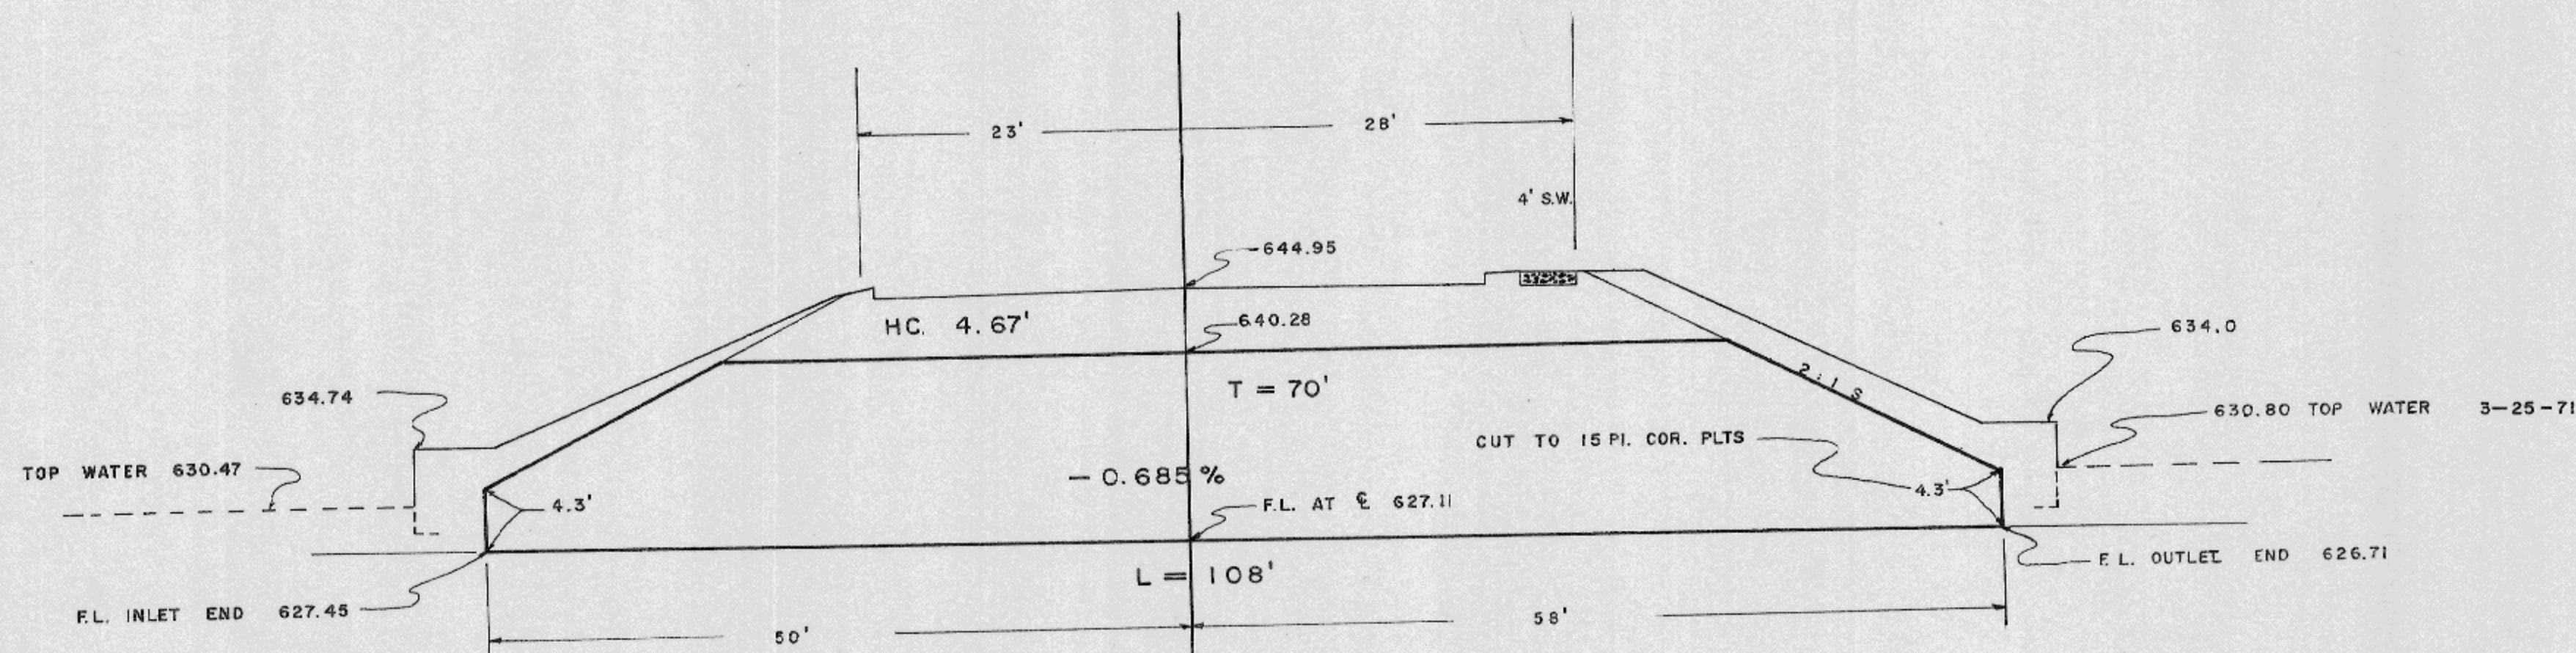 23'
28'
4' S.W.
644.95
HC. 4.67'
640.28
634.0
T = 70'
2:1 S
634.74
630.80 TOP WATER 3-25-71
CUT TO 15 PI. COR. PLTS
TOP WATER 630.47
- 0.685 %
4.3'
4.3'
F.L. AT ℄ 627.11
F.L. OUTLET END 626.71
L = 108'
F.L. INLET END 627.45
50'
58'